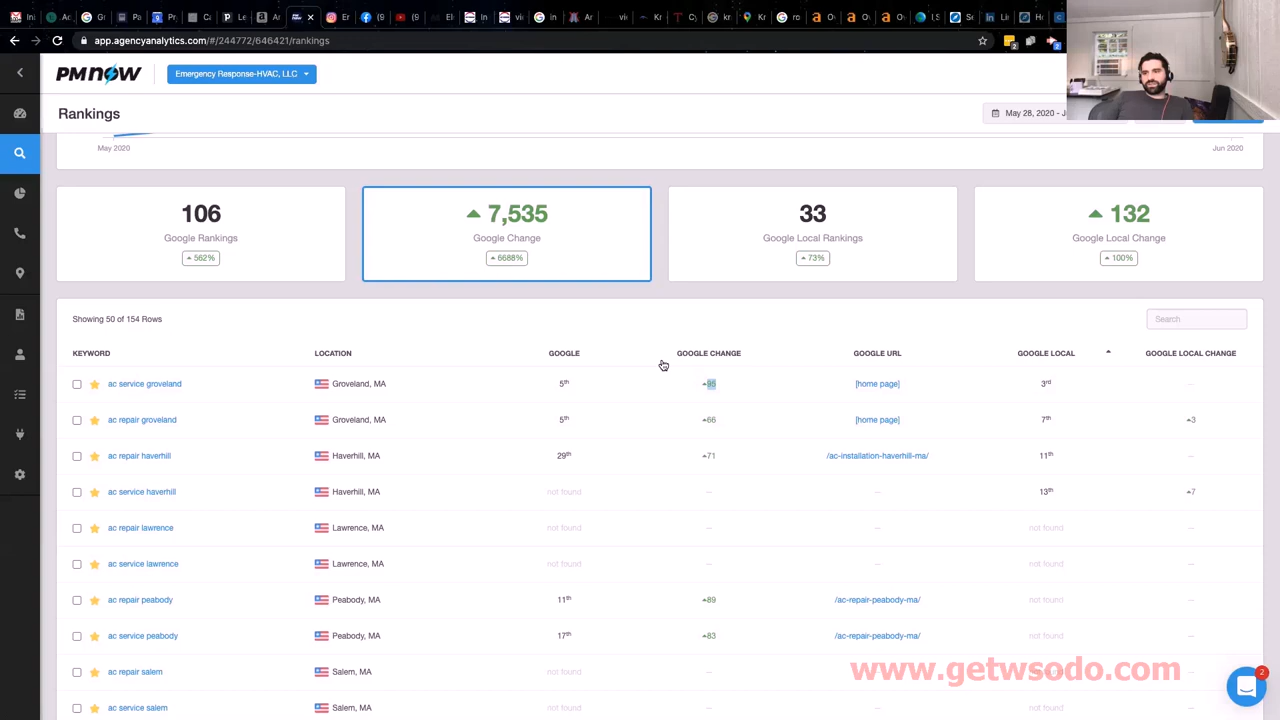 app.agencyanalytics.com/#/244772/646421/rankings
PMNOW Emergency Response-HVAC, LLC
Rankings
May 28, 2020 - J
May 2020 Jun 2020
106 7,535 33 132
Google Rankings Google Change Google Local Rankings Google Local Change
562% 6688% 73% 100%
Showing 50 of 154 Rows Search
KEYWORD LOCATION GOOGLE GOOGLE CHANGE GOOGLE URL GOOGLE LOCAL GOOGLE LOCAL CHANGE
ac service groveland Groveland, MA 5th 95 [home page] 3rd —
ac repair groveland Groveland, MA 5th 66 [home page] 7th 3
ac repair haverhill Haverhill, MA 29th 71 /ac-installation-haverhill-ma/ 11th —
ac service haverhill Haverhill, MA not found — — 13th 7
ac repair lawrence Lawrence, MA not found — — not found —
ac service lawrence Lawrence, MA not found — — not found —
ac repair peabody Peabody, MA 11th 89 /ac-repair-peabody-ma/ not found —
ac service peabody Peabody, MA 17th 83 /ac-repair-peabody-ma/ not found —
ac repair salem Salem, MA not found — — not found —
www.getwsodo.com
2
ac service salem Salem, MA not found — — not found —